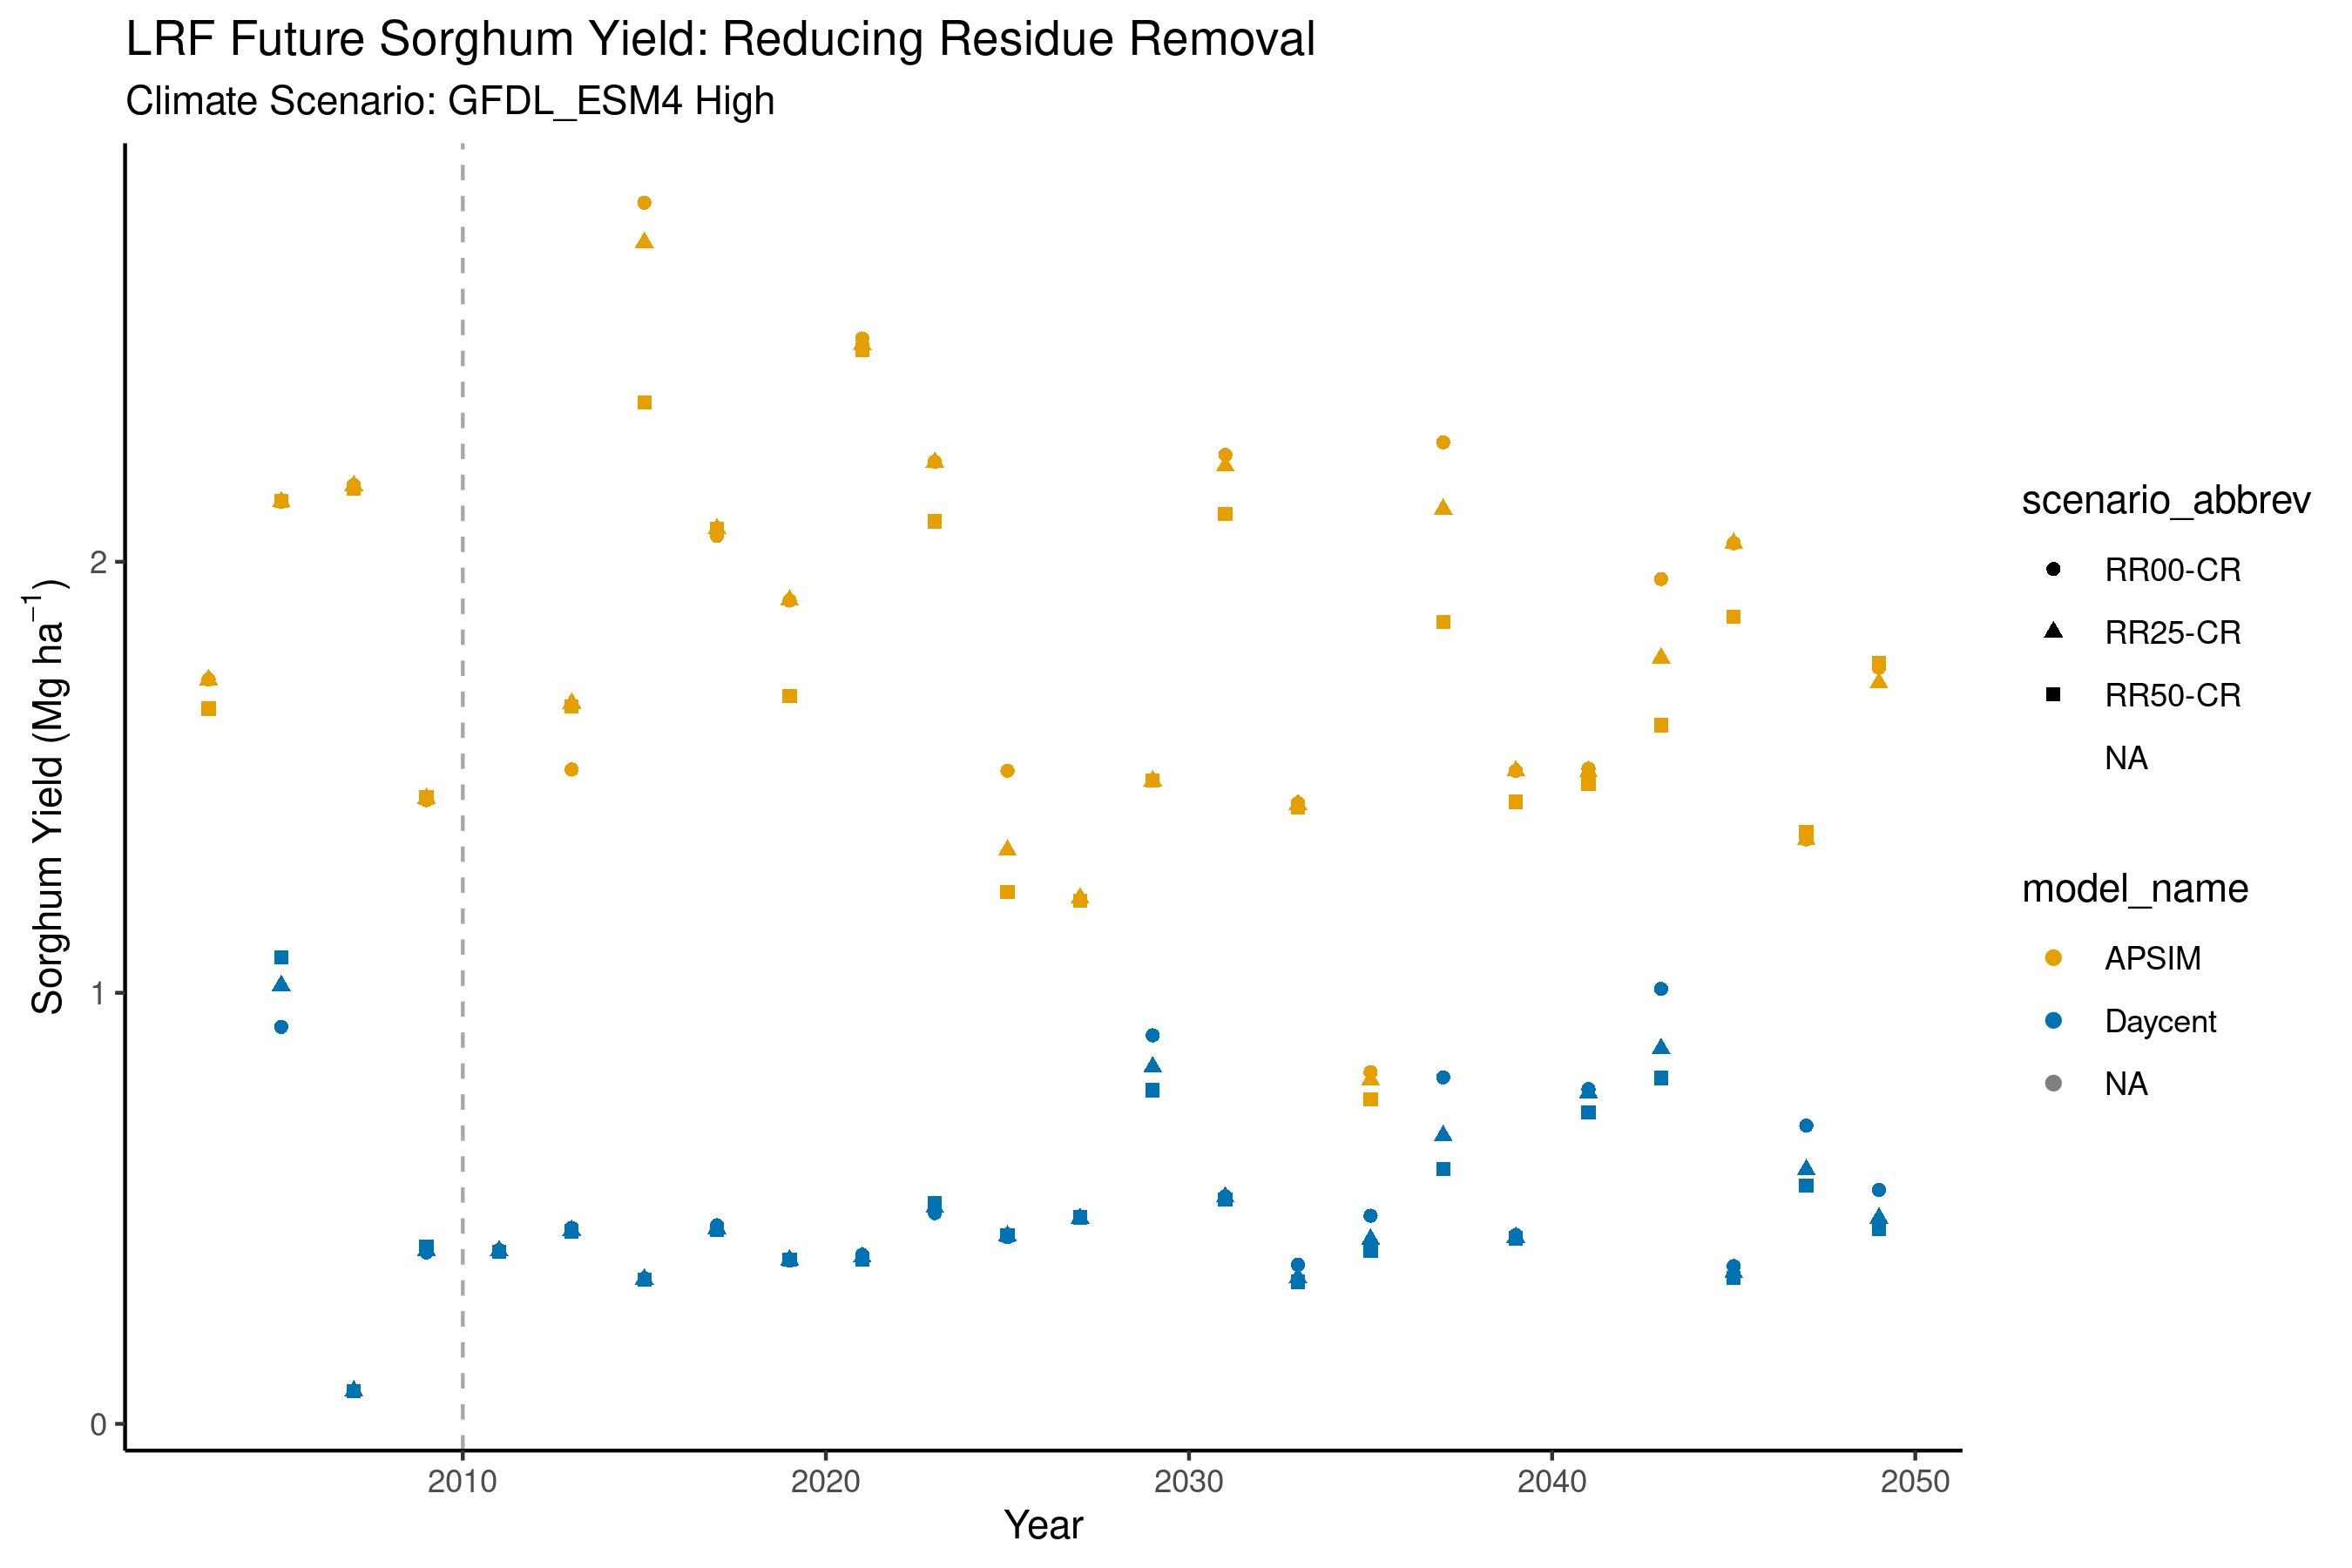 LRF Future Sorghum Yield: Reducing Residue Removal
Climate Scenario: GFDL_ESM4 High
Sorghum Yield (Mg ha⁻¹)
2
1
0
2010
2020
2030
2040
2050
Year
scenario_abbrev
RR00-CR
RR25-CR
RR50-CR
NA
model_name
APSIM
Daycent
NA